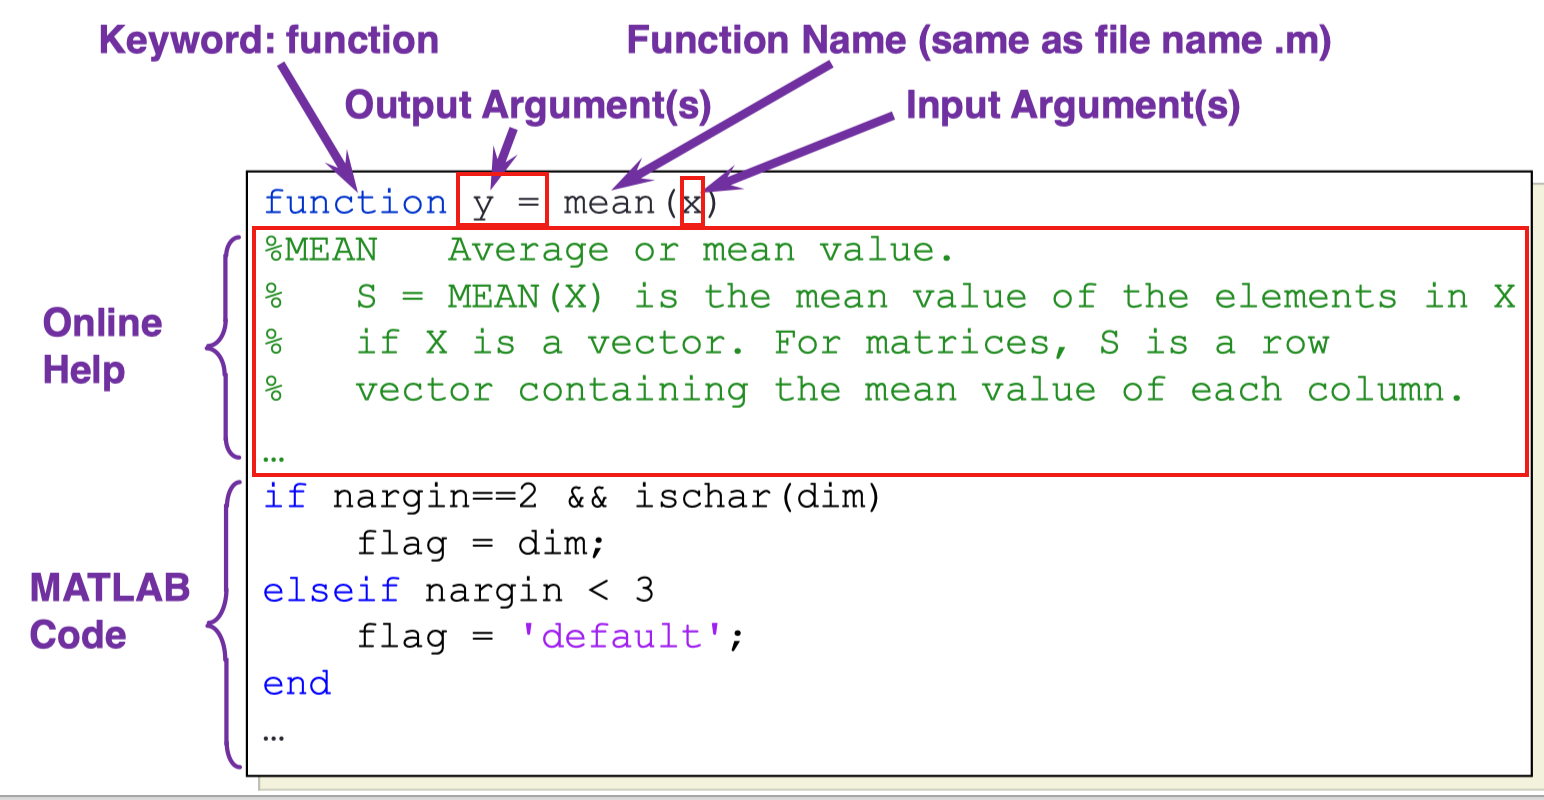 Keyword: function
Function Name (same as file name .m)
Output Argument(s)
Input Argument(s)
function y = mean(x)
%MEAN   Average or mean value.
%   S = MEAN(X) is the mean value of the elements in X
%   if X is a vector. For matrices, S is a row
%   vector containing the mean value of each column.
…
Online
Help
if nargin==2 && ischar(dim)
    flag = dim;
elseif nargin < 3
    flag = 'default';
end
…
MATLAB
Code